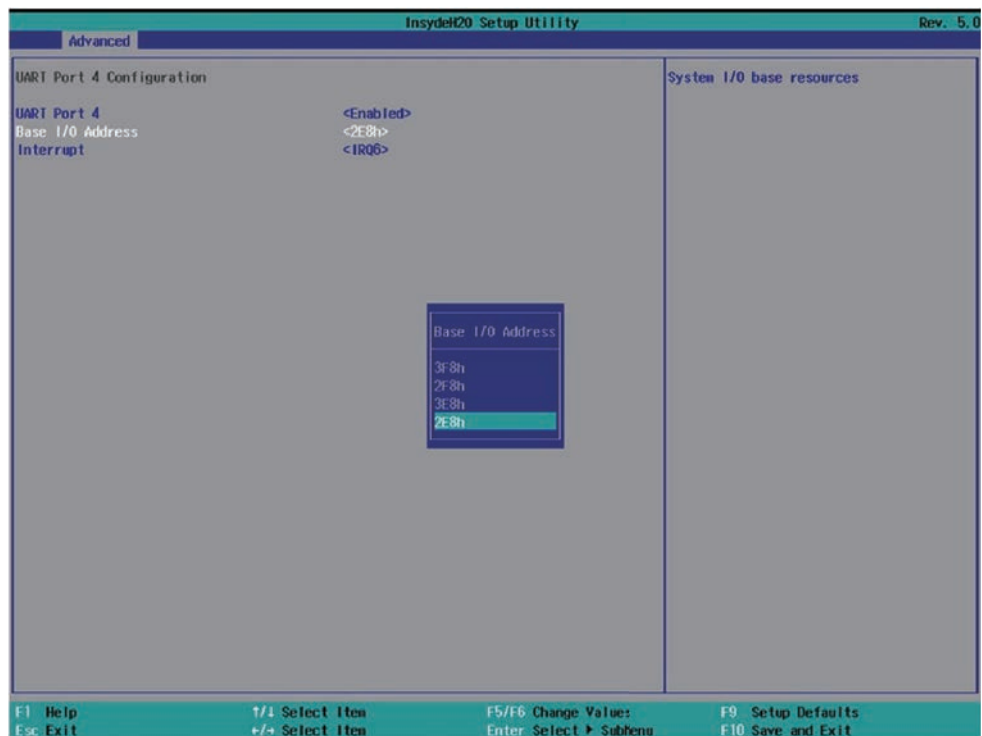 InsydeH20 Setup Utility Rev. 5.0
Advanced
UART Port 4 Configuration
System I/O base resources
UART Port 4 <Enabled>
Base I/O Address <2E8h>
Interrupt <IRQ6>
Base I/O Address
3F8h
2F8h
3E8h
2E8h
F1 Help ↑/↓ Select Item F5/F6 Change Values F9 Setup Defaults
Esc Exit ←/→ Select Item Enter Select ▶ SubMenu F10 Save and Exit